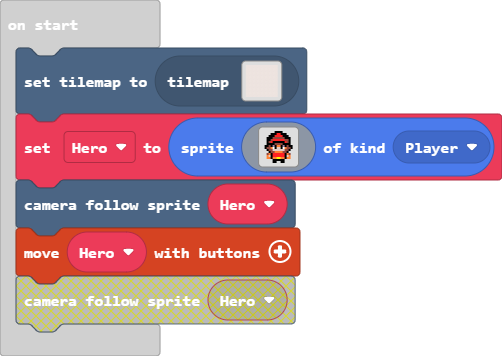 on start
set tilemap to tilemap
set Hero to sprite of kind Player
camera follow sprite Hero
move Hero with buttons
camera follow sprite Hero